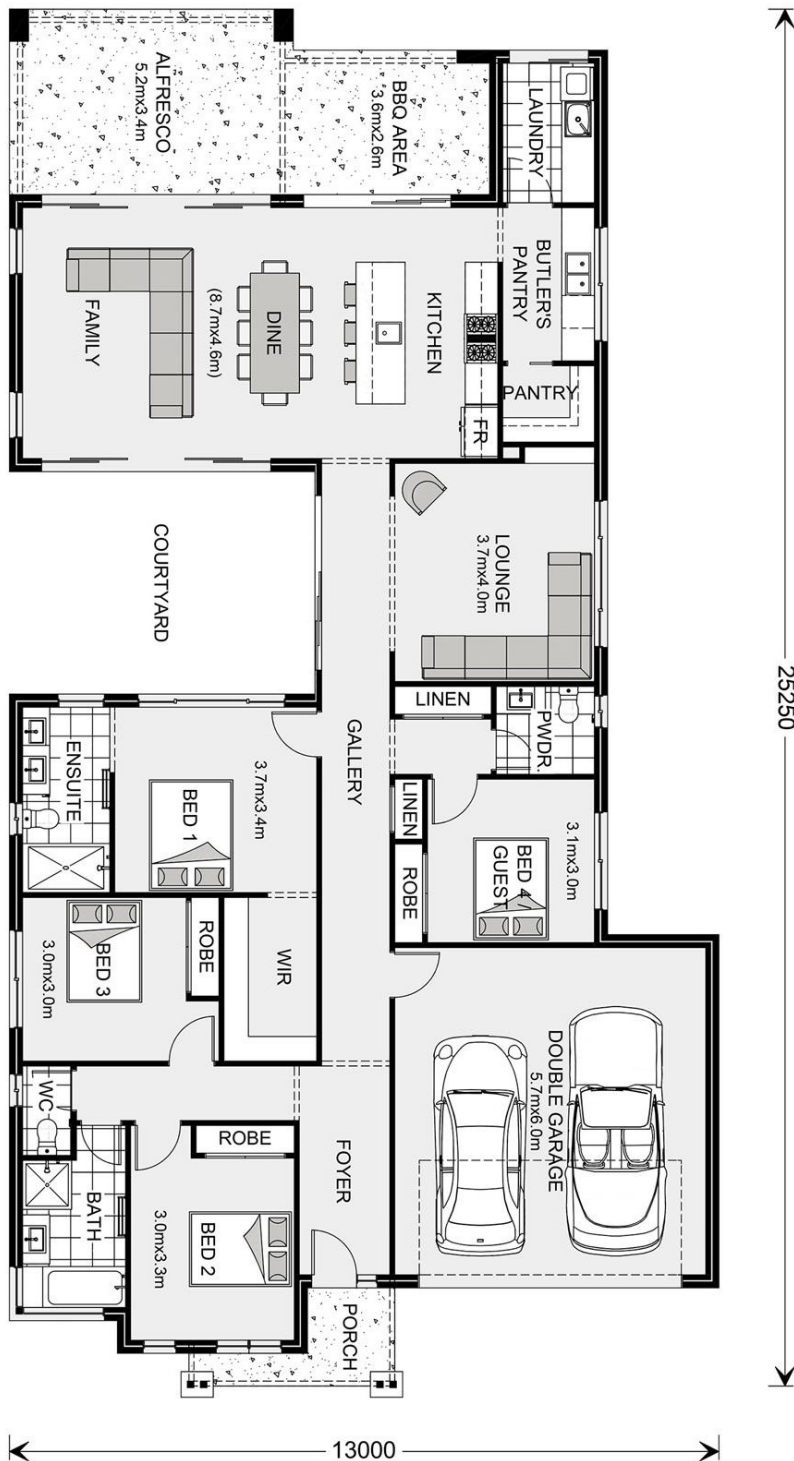 ALFRESCO
5.2mx3.4m
BBQ AREA
3.6mx2.6m
LAUNDRY
BUTLER'S
PANTRY
PANTRY
FAMILY
(8.7mx4.6m)
DINE
KITCHEN
FR
COURTYARD
LOUNGE
3.7mx4.0m
25250
GALLERY
LINEN
PWDR.
ENSUITE
BED 1
3.7mx3.4m
LINEN
ROBE
BED 4/
GUEST
3.1mx3.0m
BED 3
3.0mx3.0m
ROBE
WIR
DOUBLE GARAGE
5.7mx6.0m
WC
BATH
ROBE
BED 2
3.0mx3.3m
FOYER
PORCH
13000